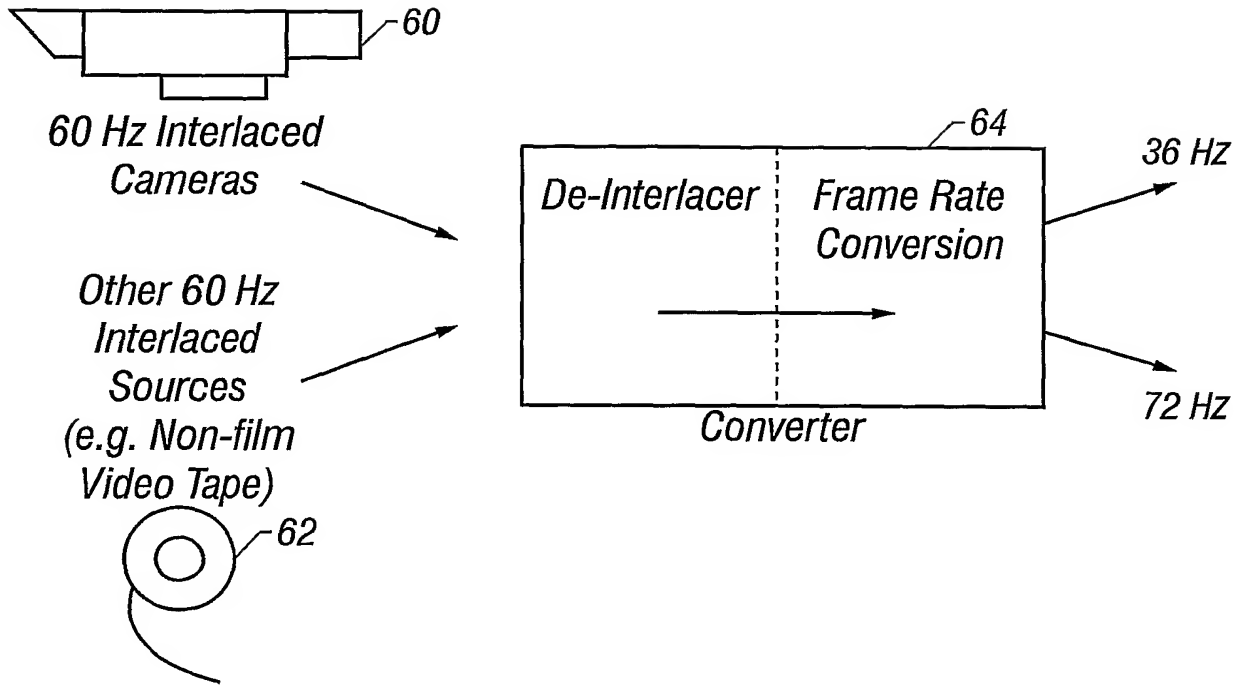 60
60 Hz Interlaced
Cameras
Other 60 Hz
Interlaced
Sources
(e.g. Non-film
Video Tape)
62
64
De-Interlacer
Frame Rate
Conversion
Converter
36 Hz
72 Hz